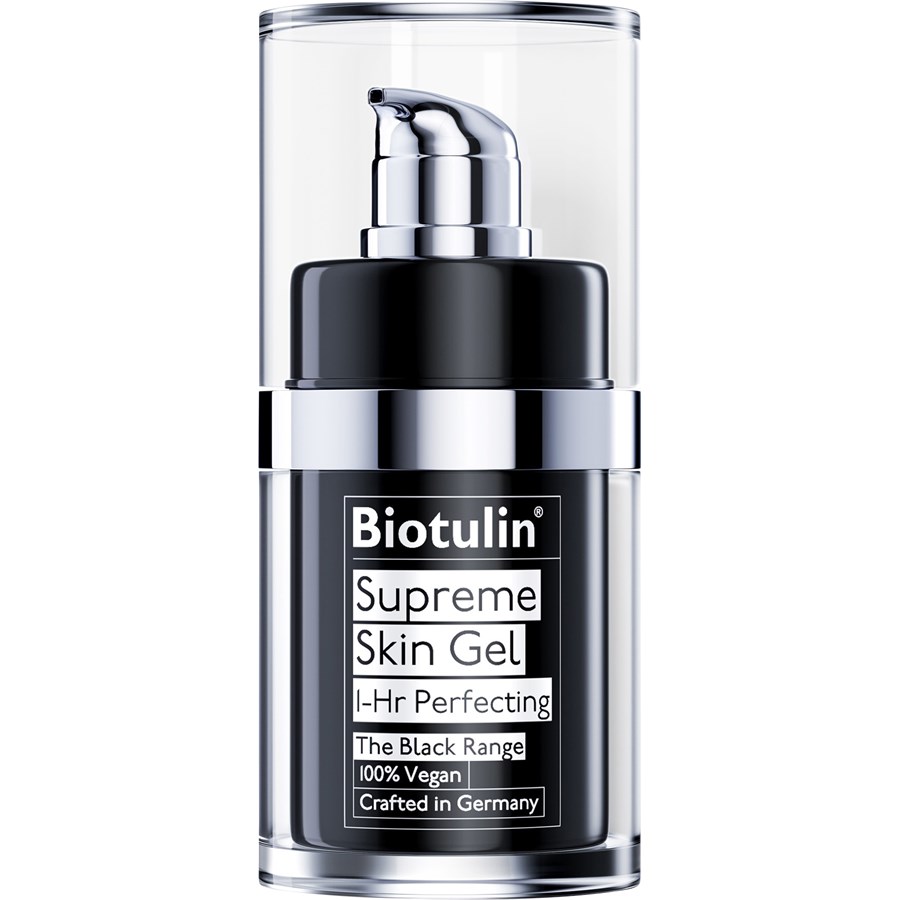 Biotulin®
Supreme
Skin Gel
1-Hr Perfecting
The Black Range
100% Vegan
Crafted in Germany